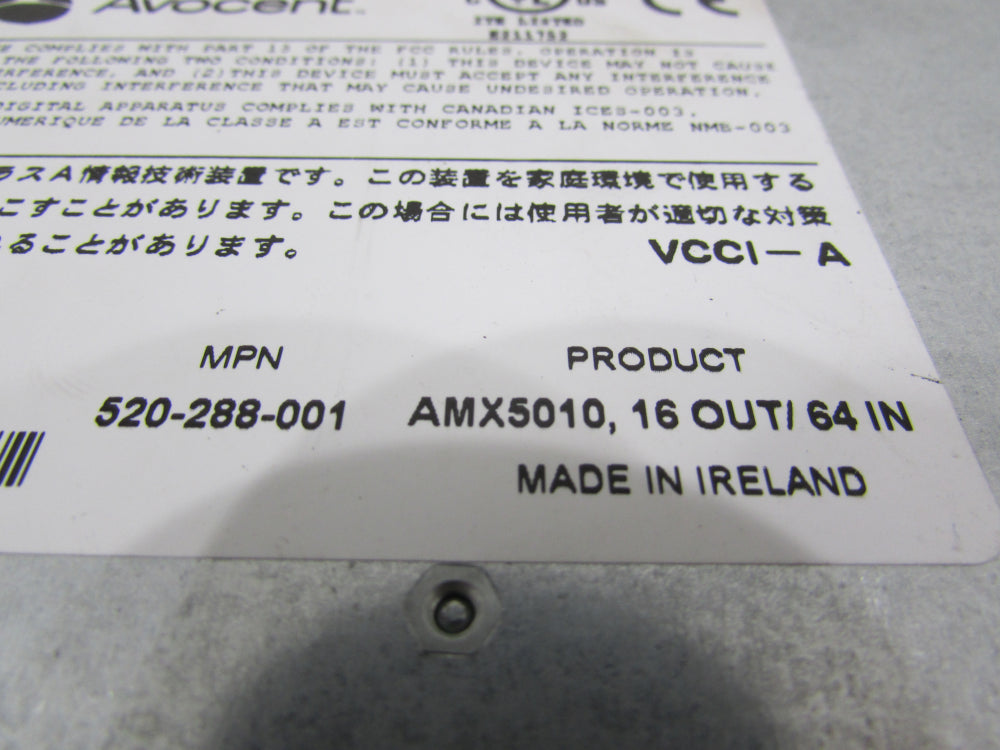 Avocent.
ITE LISTED
E211752
COMPLIES WITH PART 15 OF THE FCC RULES. OPERATION IS
THE FOLLOWING TWO CONDITIONS: (1) THIS DEVICE MAY NOT CAUSE
AND (2) THIS DEVICE MUST ACCEPT ANY INTERFERENCE
INTERFERENCE THAT MAY CAUSE UNDESIRED OPERATION.
DIGITAL APPARATUS COMPLIES WITH CANADIAN ICES-003.
DE LA CLASSE A EST CONFORME A LA NORME NMB-003
ラスA情報技術装置です。この装置を家庭環境で使用する
こすことがあります。この場合には使用者が適切な対策
ることがあります。
VCCI-A
MPN
PRODUCT
520-288-001
AMX5010, 16 OUT/ 64 IN
MADE IN IRELAND